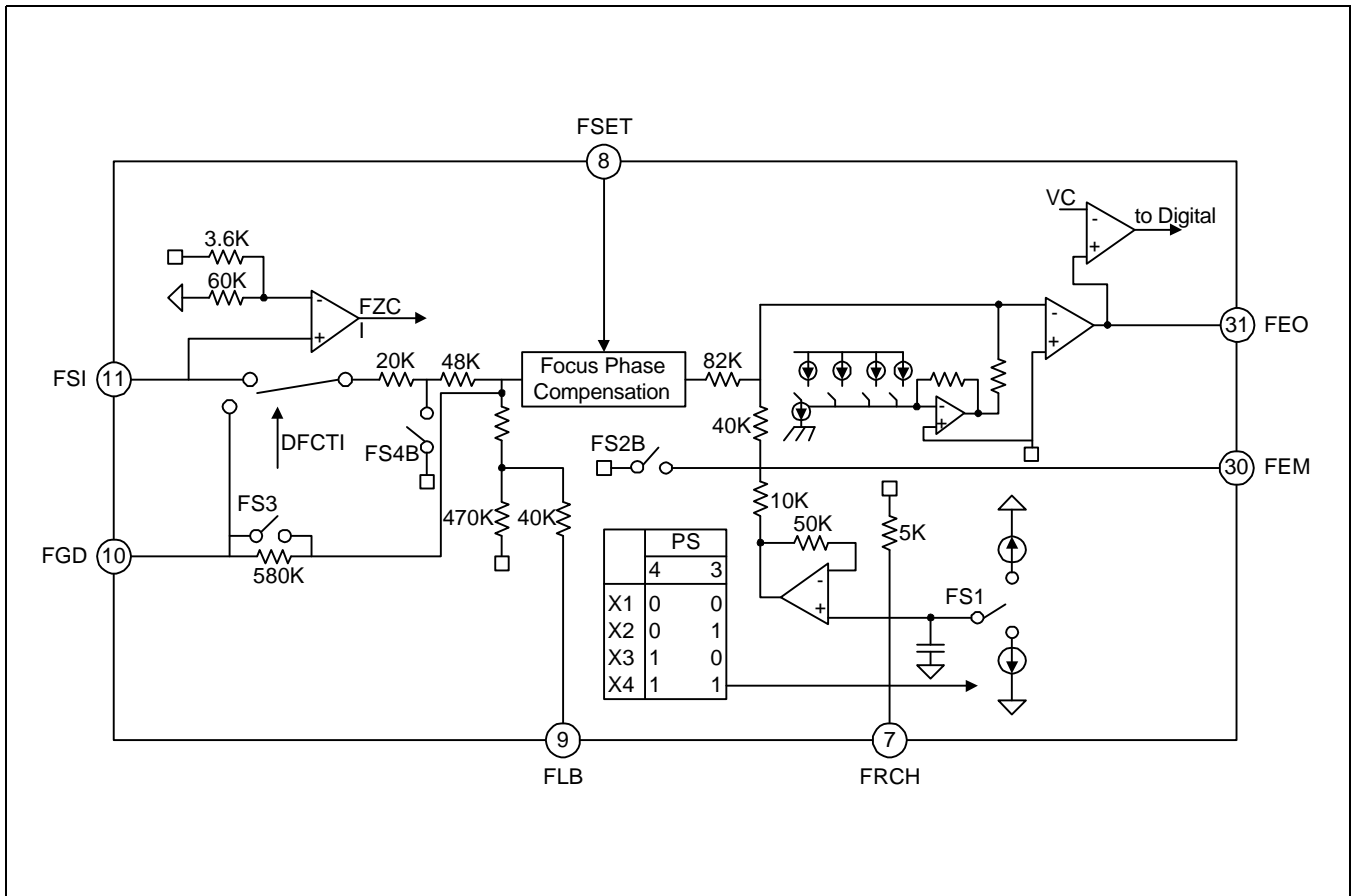 FSET
8
VC
to Digital
3.6K
60K
FZC
I
31 FEO
FSI 11
20K
48K
Focus Phase
Compensation
82K
DFCTI
FS4B
40K
FS2B
30 FEM
FS3
470K
40K
10K
50K
5K
FGD 10
580K
PS
4 3
X1 0 0
X2 0 1
X3 1 0
X4 1 1
FS1
9
FLB
7
FRCH
-
+
-
+
-
+
-
+
-
+